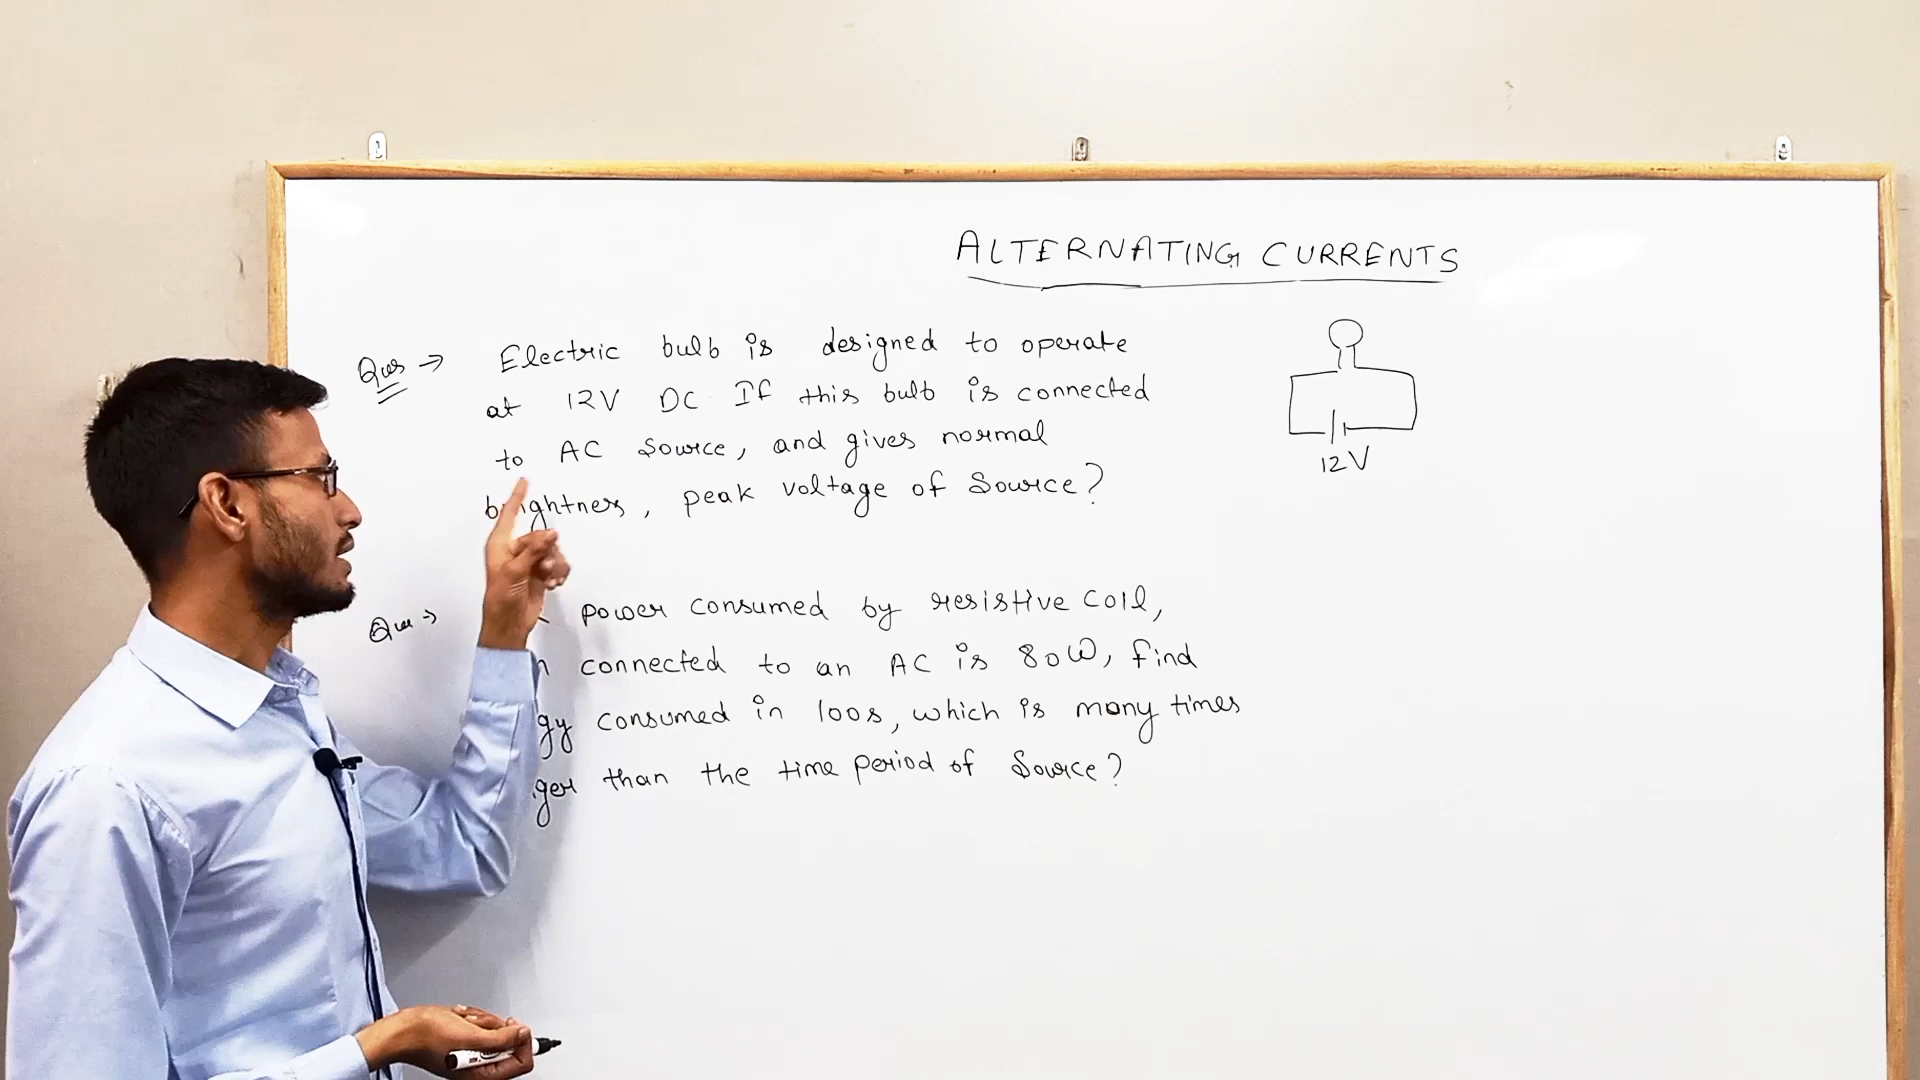 ALTERNATING CURRENTS
Ques → Electric bulb is designed to operate
at 12V DC. If this bulb is connected
to AC source, and gives normal
brightness, peak voltage of source?
12V
Que → power consumed by resistive coil,
connected to an AC is 80W, find
consumed in 100s, which is many times
than the time period of source?